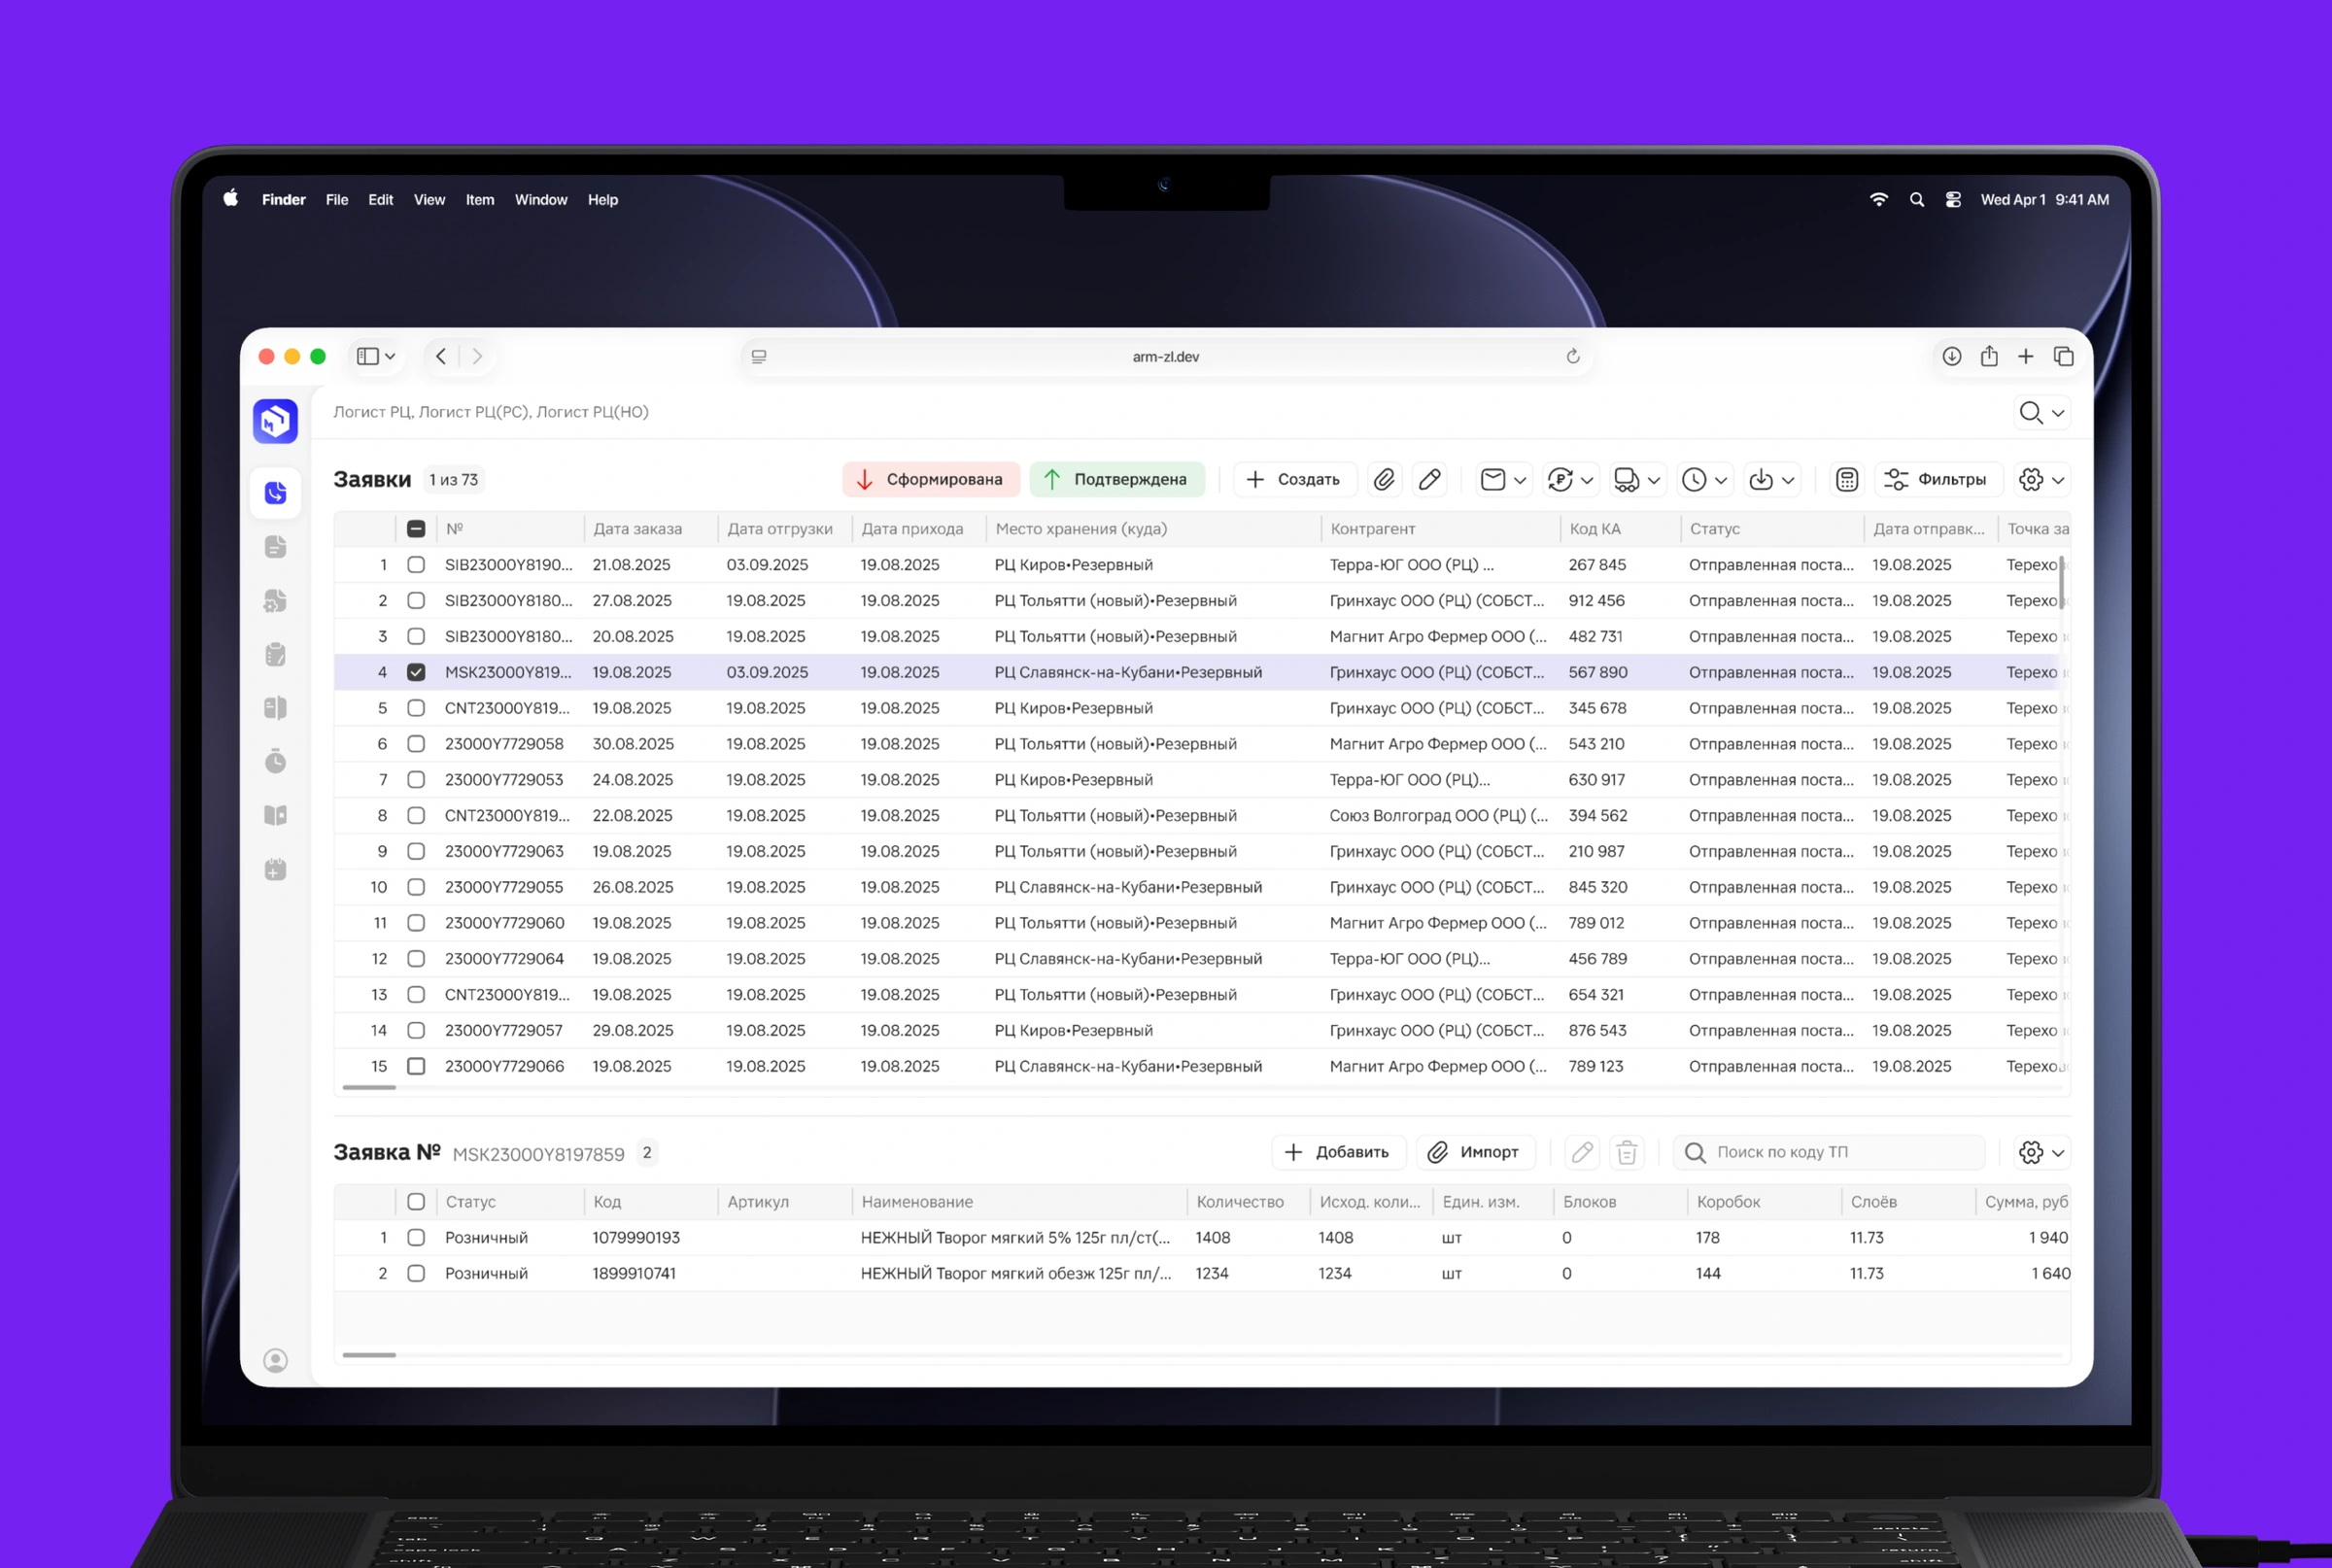 Finder File Edit View Item Window Help Wed Apr 1 9:41 AM
arm-zl.dev
Логист РЦ, Логист РЦ(РС), Логист РЦ(НО)
Заявки 1 из 73 Сформирована Подтверждена Создать Фильтры
№ Дата заказа Дата отгрузки Дата прихода Место хранения (куда) Контрагент Код КА Статус Дата отправк... Точка за
1 SIB23000Y8190... 21.08.2025 03.09.2025 19.08.2025 РЦ Киров•Резервный Терра-ЮГ ООО (РЦ) ... 267 845 Отправленная поста... 19.08.2025 Терехо
2 SIB23000Y8180... 27.08.2025 19.08.2025 19.08.2025 РЦ Тольятти (новый)•Резервный Гринхаус ООО (РЦ) (СОБСТ... 912 456 Отправленная поста... 19.08.2025 Терехо
3 SIB23000Y8180... 20.08.2025 19.08.2025 19.08.2025 РЦ Тольятти (новый)•Резервный Магнит Агро Фермер ООО (... 482 731 Отправленная поста... 19.08.2025 Терехо
4 MSK23000Y819... 19.08.2025 03.09.2025 19.08.2025 РЦ Славянск-на-Кубани•Резервный Гринхаус ООО (РЦ) (СОБСТ... 567 890 Отправленная поста... 19.08.2025 Терехо
5 CNT23000Y819... 19.08.2025 19.08.2025 19.08.2025 РЦ Киров•Резервный Гринхаус ООО (РЦ) (СОБСТ... 345 678 Отправленная поста... 19.08.2025 Терехо
6 23000Y7729058 30.08.2025 19.08.2025 19.08.2025 РЦ Тольятти (новый)•Резервный Магнит Агро Фермер ООО (... 543 210 Отправленная поста... 19.08.2025 Терехо
7 23000Y7729053 24.08.2025 19.08.2025 19.08.2025 РЦ Киров•Резервный Терра-ЮГ ООО (РЦ)... 630 917 Отправленная поста... 19.08.2025 Терехо
8 CNT23000Y819... 22.08.2025 19.08.2025 19.08.2025 РЦ Тольятти (новый)•Резервный Союз Волгоград ООО (РЦ) (... 394 562 Отправленная поста... 19.08.2025 Терехо
9 23000Y7729063 19.08.2025 19.08.2025 19.08.2025 РЦ Тольятти (новый)•Резервный Гринхаус ООО (РЦ) (СОБСТ... 210 987 Отправленная поста... 19.08.2025 Терехо
10 23000Y7729055 26.08.2025 19.08.2025 19.08.2025 РЦ Славянск-на-Кубани•Резервный Гринхаус ООО (РЦ) (СОБСТ... 845 320 Отправленная поста... 19.08.2025 Терехо
11 23000Y7729060 19.08.2025 19.08.2025 19.08.2025 РЦ Тольятти (новый)•Резервный Магнит Агро Фермер ООО (... 789 012 Отправленная поста... 19.08.2025 Терехо
12 23000Y7729064 19.08.2025 19.08.2025 19.08.2025 РЦ Славянск-на-Кубани•Резервный Терра-ЮГ ООО (РЦ)... 456 789 Отправленная поста... 19.08.2025 Терехо
13 CNT23000Y819... 19.08.2025 19.08.2025 19.08.2025 РЦ Тольятти (новый)•Резервный Гринхаус ООО (РЦ) (СОБСТ... 654 321 Отправленная поста... 19.08.2025 Терехо
14 23000Y7729057 29.08.2025 19.08.2025 19.08.2025 РЦ Киров•Резервный Гринхаус ООО (РЦ) (СОБСТ... 876 543 Отправленная поста... 19.08.2025 Терехо
15 23000Y7729066 19.08.2025 19.08.2025 19.08.2025 РЦ Славянск-на-Кубани•Резервный Магнит Агро Фермер ООО (... 789 123 Отправленная поста... 19.08.2025 Терехо
Заявка № MSK23000Y8197859 2 Добавить Импорт Поиск по коду ТП
Статус Код Артикул Наименование Количество Исход. коли... Един. изм. Блоков Коробок Слоёв Сумма, руб
1 Розничный 1079990193 НЕЖНЫЙ Творог мягкий 5% 125г пл/ст(... 1408 1408 шт 0 178 11.73 1 940
2 Розничный 1899910741 НЕЖНЫЙ Творог мягкий обезж 125г пл/... 1234 1234 шт 0 144 11.73 1 640